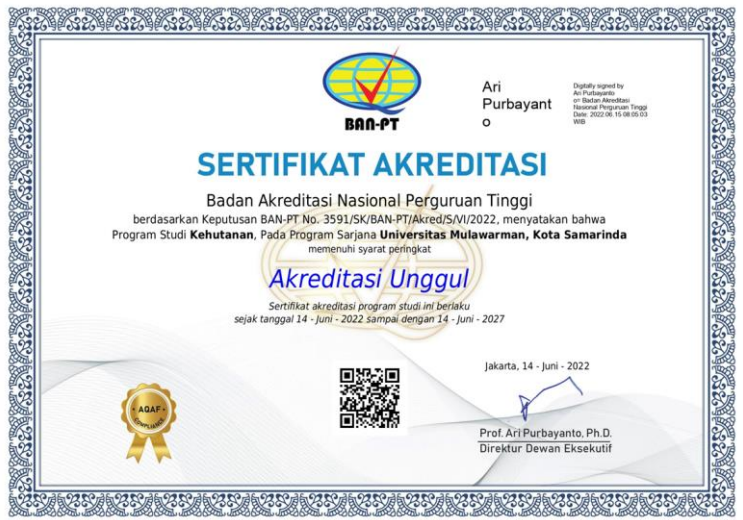 BAN-PT
Ari
Purbayant
o
Digitally signed by
Ari Purbayanto
o= Badan Akreditasi
Nasional Perguruan Tinggi
Date: 2022.06.15 08:05:03
WIB
SERTIFIKAT AKREDITASI
Badan Akreditasi Nasional Perguruan Tinggi
berdasarkan Keputusan BAN-PT No. 3591/SK/BAN-PT/Akred/S/VI/2022, menyatakan bahwa
Program Studi Kehutanan, Pada Program Sarjana Universitas Mulawarman, Kota Samarinda
memenuhi syarat peringkat
Akreditasi Unggul
Sertifikat akreditasi program studi ini berlaku
sejak tanggal 14 - Juni - 2022 sampai dengan 14 - Juni - 2027
Jakarta, 14 - Juni - 2022
AQAF
COMPLIANCE
Prof. Ari Purbayanto, Ph.D.
Direktur Dewan Eksekutif